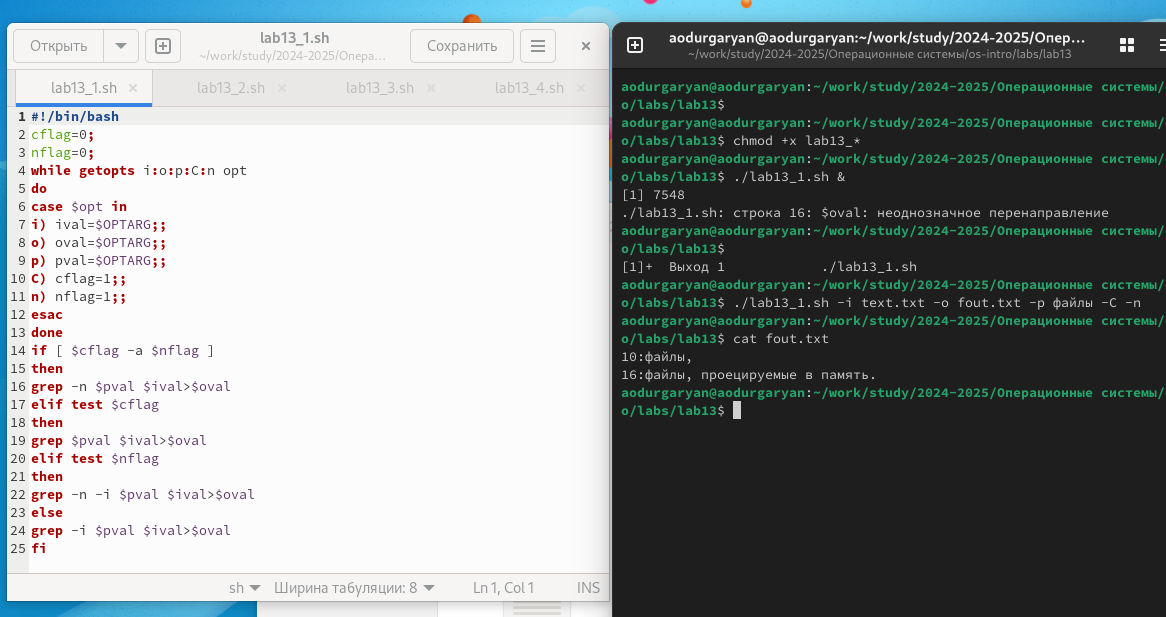 Открыть
lab13_1.sh
~/work/study/2024-2025/Опера...
Сохранить
lab13_1.sh
lab13_2.sh
lab13_3.sh
lab13_4.sh
1 #!/bin/bash
2 cflag=0;
3 nflag=0;
4 while getopts i:o:p:C:n opt
5 do
6 case $opt in
7 i) ival=$OPTARG;;
8 o) oval=$OPTARG;;
9 p) pval=$OPTARG;;
10 C) cflag=1;;
11 n) nflag=1;;
12 esac
13 done
14 if [ $cflag -a $nflag ]
15 then
16 grep -n $pval $ival>$oval
17 elif test $cflag
18 then
19 grep $pval $ival>$oval
20 elif test $nflag
21 then
22 grep -n -i $pval $ival>$oval
23 else
24 grep -i $pval $ival>$oval
25 fi
sh
Ширина табуляции: 8
Ln 1, Col 1
INS
aodurgaryan@aodurgaryan:~/work/study/2024-2025/Опер...
~/work/study/2024-2025/Операционные системы/os-intro/labs/lab13
aodurgaryan@aodurgaryan:~/work/study/2024-2025/Операционные системы/
o/labs/lab13$
aodurgaryan@aodurgaryan:~/work/study/2024-2025/Операционные системы/
o/labs/lab13$ chmod +x lab13_*
aodurgaryan@aodurgaryan:~/work/study/2024-2025/Операционные системы/
o/labs/lab13$ ./lab13_1.sh &
[1] 7548
./lab13_1.sh: строка 16: $oval: неоднозначное перенаправление
aodurgaryan@aodurgaryan:~/work/study/2024-2025/Операционные системы/
o/labs/lab13$
[1]+  Выход 1            ./lab13_1.sh
aodurgaryan@aodurgaryan:~/work/study/2024-2025/Операционные системы/
o/labs/lab13$ ./lab13_1.sh -i text.txt -o fout.txt -p файлы -C -n
aodurgaryan@aodurgaryan:~/work/study/2024-2025/Операционные системы/
o/labs/lab13$ cat fout.txt
10:файлы,
16:файлы, проецируемые в память.
aodurgaryan@aodurgaryan:~/work/study/2024-2025/Операционные системы/
o/labs/lab13$